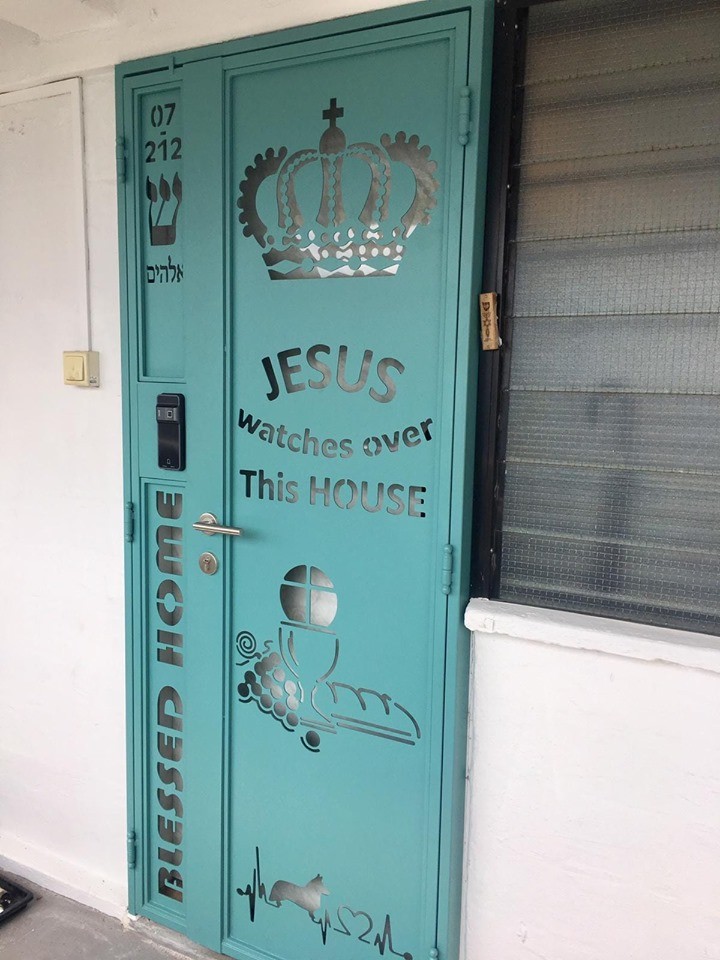 07
-
212
ש
אלהים
BLESSED HOME
JESUS
watches over
This HOUSE